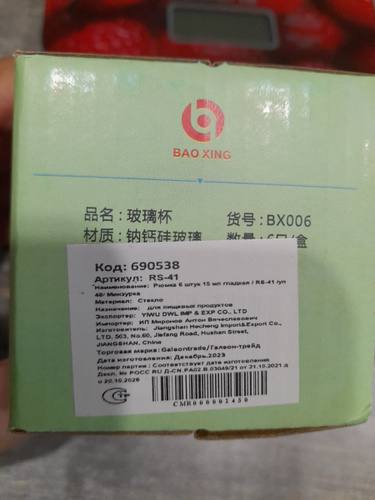 BAO XING
品名:玻璃杯 货号:BX006
材质:钠钙硅玻璃 数量:6只/盒
Код: 690538
Артикул: RS-41
Наименование: Рюмка 6 штук 15 мл гладкая / RS-41 /уп
48/ Минзурка
Материал: Стекло
Назначение: для пищевых продуктов
Экспортер: YIWU DWL IMP & EXP CO., LTD
Импортер: ИП Миронов Антон Вячеславович
Изготовитель: Jiangshan Hecheng Import&Export Co.,
LTD, 503, No.60, Jiefang Road, Hushan Street,
JIANGSHAN, China
Торговая марка: Galeontrade/Галеон-трейд
Дата изготовления: Декабрь.2023
Номер партии : Соответствует дате изготовления
Декл. № РОСС RU Д-CN.РА02.В.03049/21 от 21.10.2021 д
о 20.10.2026
CMR000001450